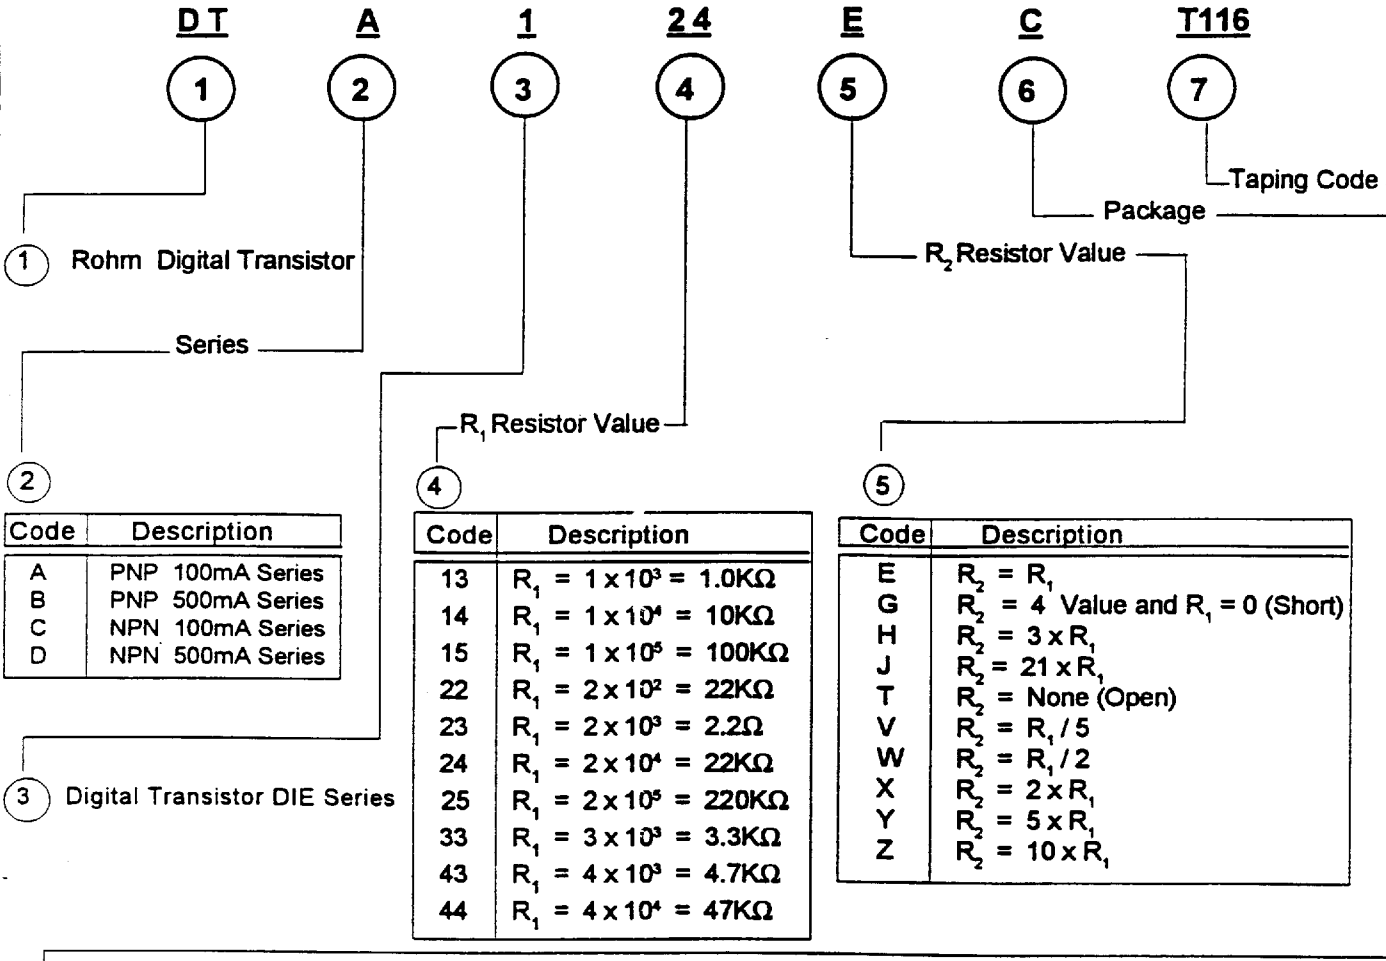 DT A 1 24 E C T116
1 2 3 4 5 6 7
Taping Code
Package
1 Rohm Digital Transistor
R₂ Resistor Value
Series
R₁ Resistor Value
2
4
5
Code Description
A PNP 100mA Series
B PNP 500mA Series
C NPN 100mA Series
D NPN 500mA Series
Code Description
13 R₁ = 1 x 10³ = 1.0KΩ
14 R₁ = 1 x 10⁴ = 10KΩ
15 R₁ = 1 x 10⁵ = 100KΩ
22 R₁ = 2 x 10² = 22KΩ
23 R₁ = 2 x 10³ = 2.2Ω
24 R₁ = 2 x 10⁴ = 22KΩ
25 R₁ = 2 x 10⁵ = 220KΩ
33 R₁ = 3 x 10³ = 3.3KΩ
43 R₁ = 4 x 10³ = 4.7KΩ
44 R₁ = 4 x 10⁴ = 47KΩ
Code Description
E R₂ = R₁
G R₂ = 4 Value and R₁ = 0 (Short)
H R₂ = 3 x R₁
J R₂ = 21 x R₁
T R₂ = None (Open)
V R₂ = R₁ / 5
W R₂ = R₁ / 2
X R₂ = 2 x R₁
Y R₂ = 5 x R₁
Z R₂ = 10 x R₁
3 Digital Transistor DIE Series